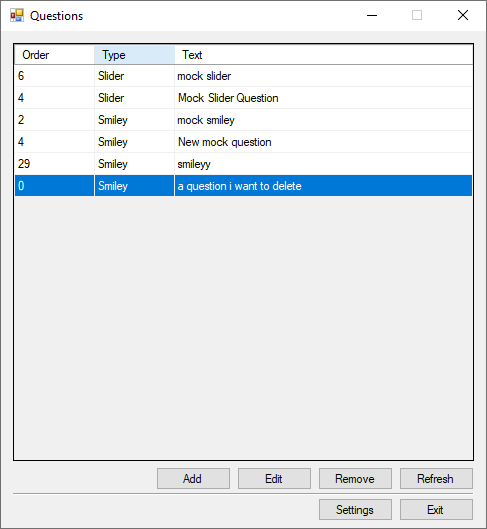 Questions
Order Type Text
6 Slider mock slider
4 Slider Mock Slider Question
2 Smiley mock smiley
4 Smiley New mock question
29 Smiley smileyy
0 Smiley a question i want to delete
Add Edit Remove Refresh
Settings Exit